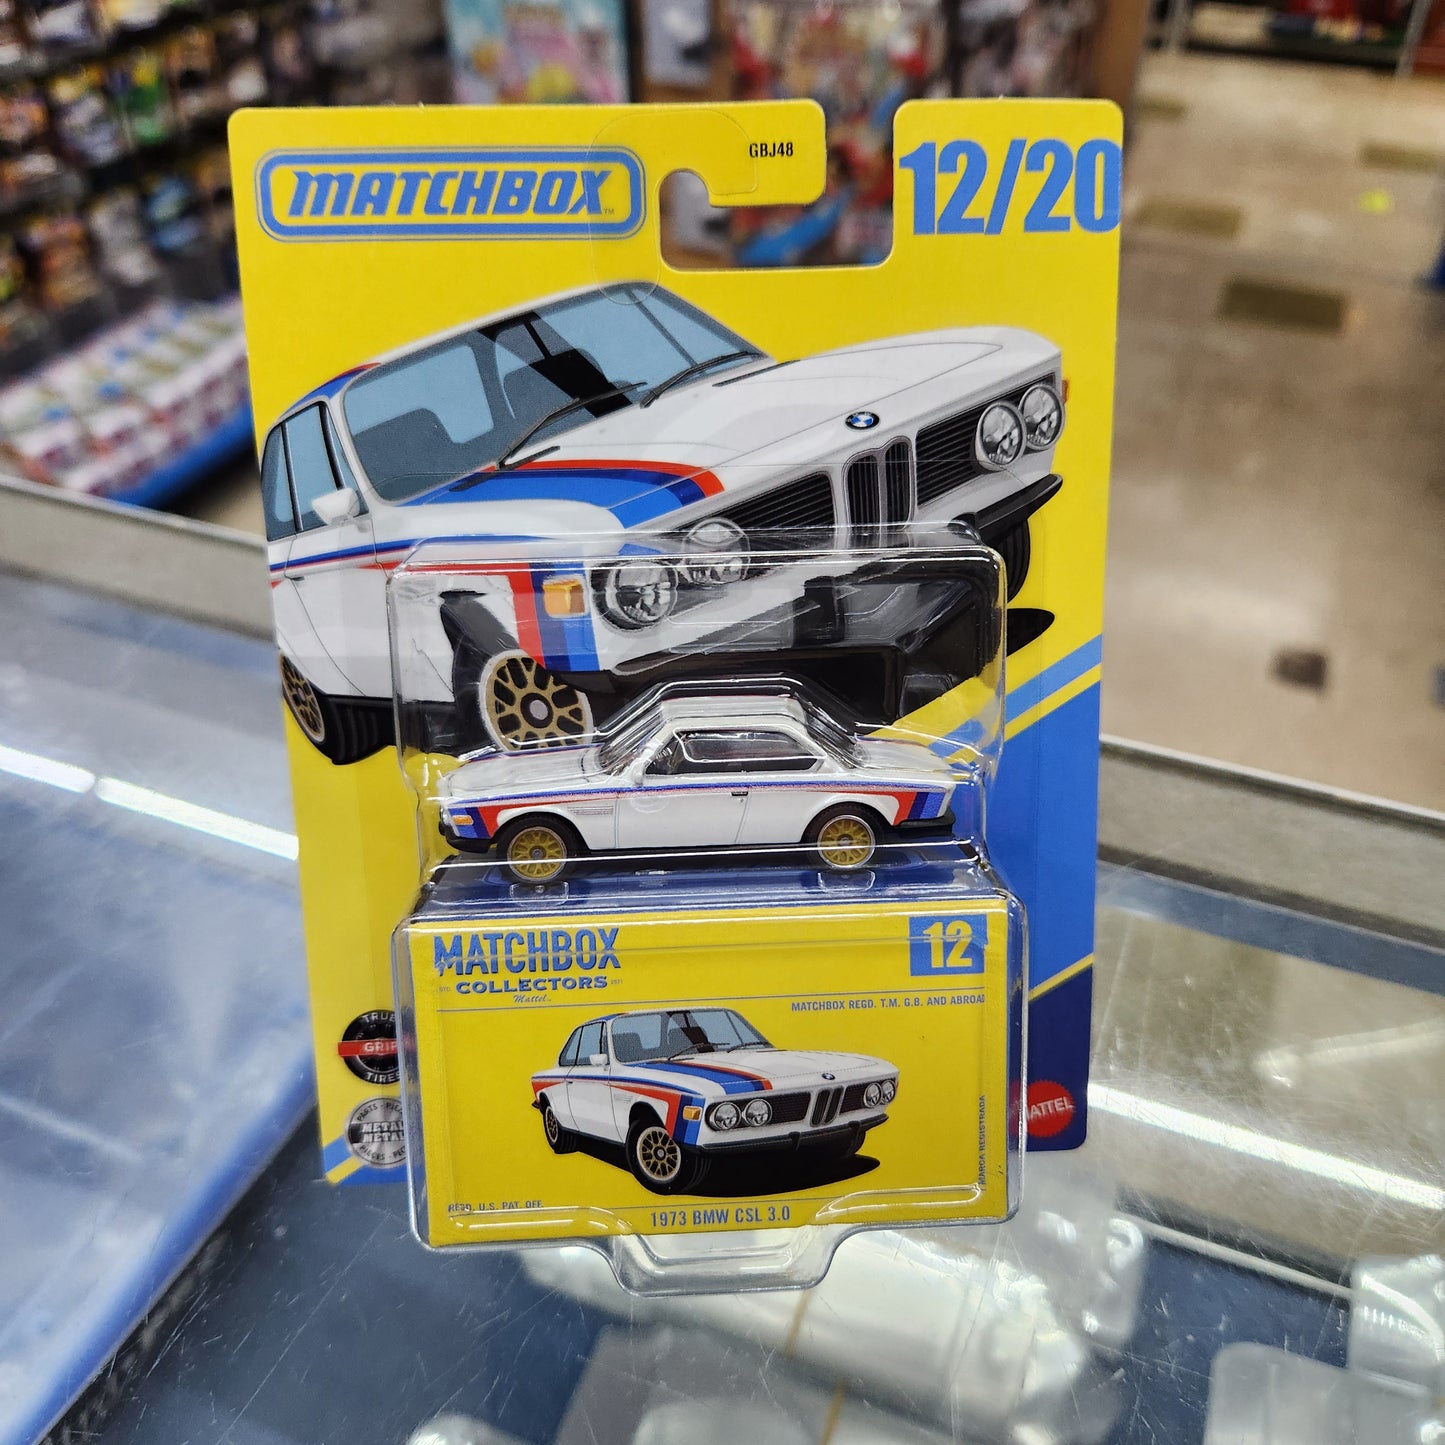 MATCHBOX™
GBJ48
12/20
MATCHBOX
12
COLLECTORS
Mattel
MATCHBOX REGD. T.M. G.B. AND ABROAD
TRUE
GRIP
TIRES
METAL
METAL
MATTEL
MARCA REGISTRADA
REGD. U.S. PAT. OFF.
1973 BMW CSL 3.0